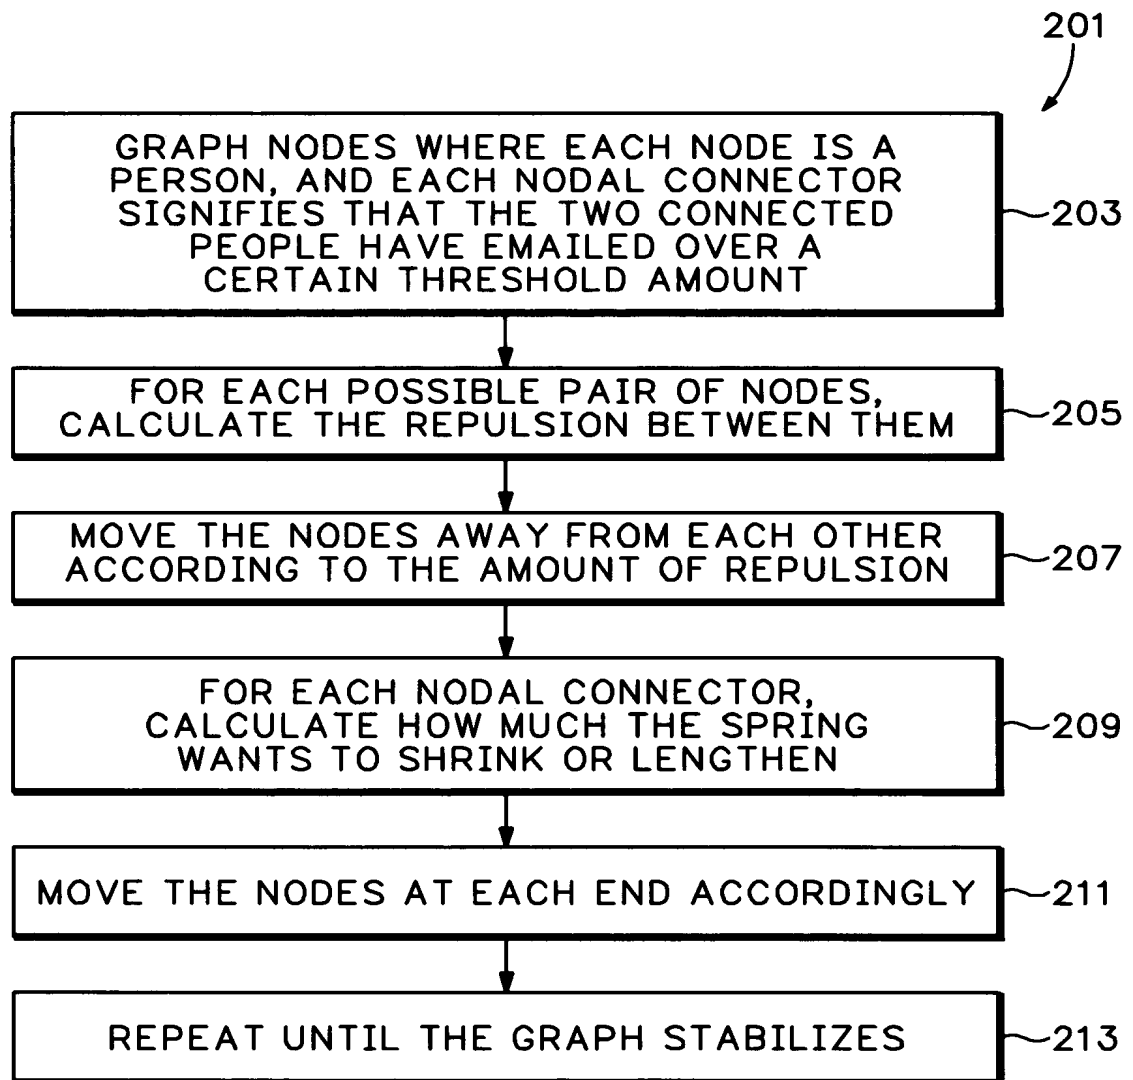 201
GRAPH NODES WHERE EACH NODE IS A
PERSON, AND EACH NODAL CONNECTOR
SIGNIFIES THAT THE TWO CONNECTED
PEOPLE HAVE EMAILED OVER A
CERTAIN THRESHOLD AMOUNT
203
FOR EACH POSSIBLE PAIR OF NODES,
CALCULATE THE REPULSION BETWEEN THEM
205
MOVE THE NODES AWAY FROM EACH OTHER
ACCORDING TO THE AMOUNT OF REPULSION
207
FOR EACH NODAL CONNECTOR,
CALCULATE HOW MUCH THE SPRING
WANTS TO SHRINK OR LENGTHEN
209
MOVE THE NODES AT EACH END ACCORDINGLY
211
REPEAT UNTIL THE GRAPH STABILIZES
213